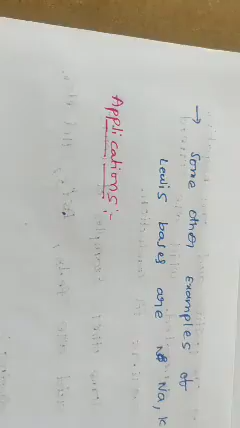 → Some other Examples of
Lewis bases are Na, K
Applications:-